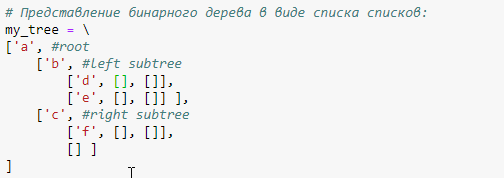 # Представление бинарного дерева в виде списка списков:
my_tree = \
['a', #root
    ['b', #left subtree
        ['d', [], []],
        ['e', [], []] ],
    ['c', #right subtree
        ['f', [], []],
        [] ]
]